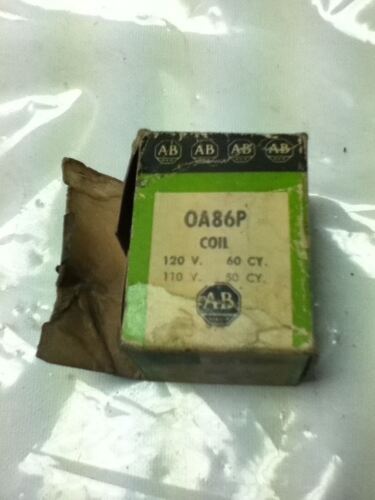 AB AB AB AB
OA86P
COIL
120 V. 60 CY.
110 V. 50 CY.
AB